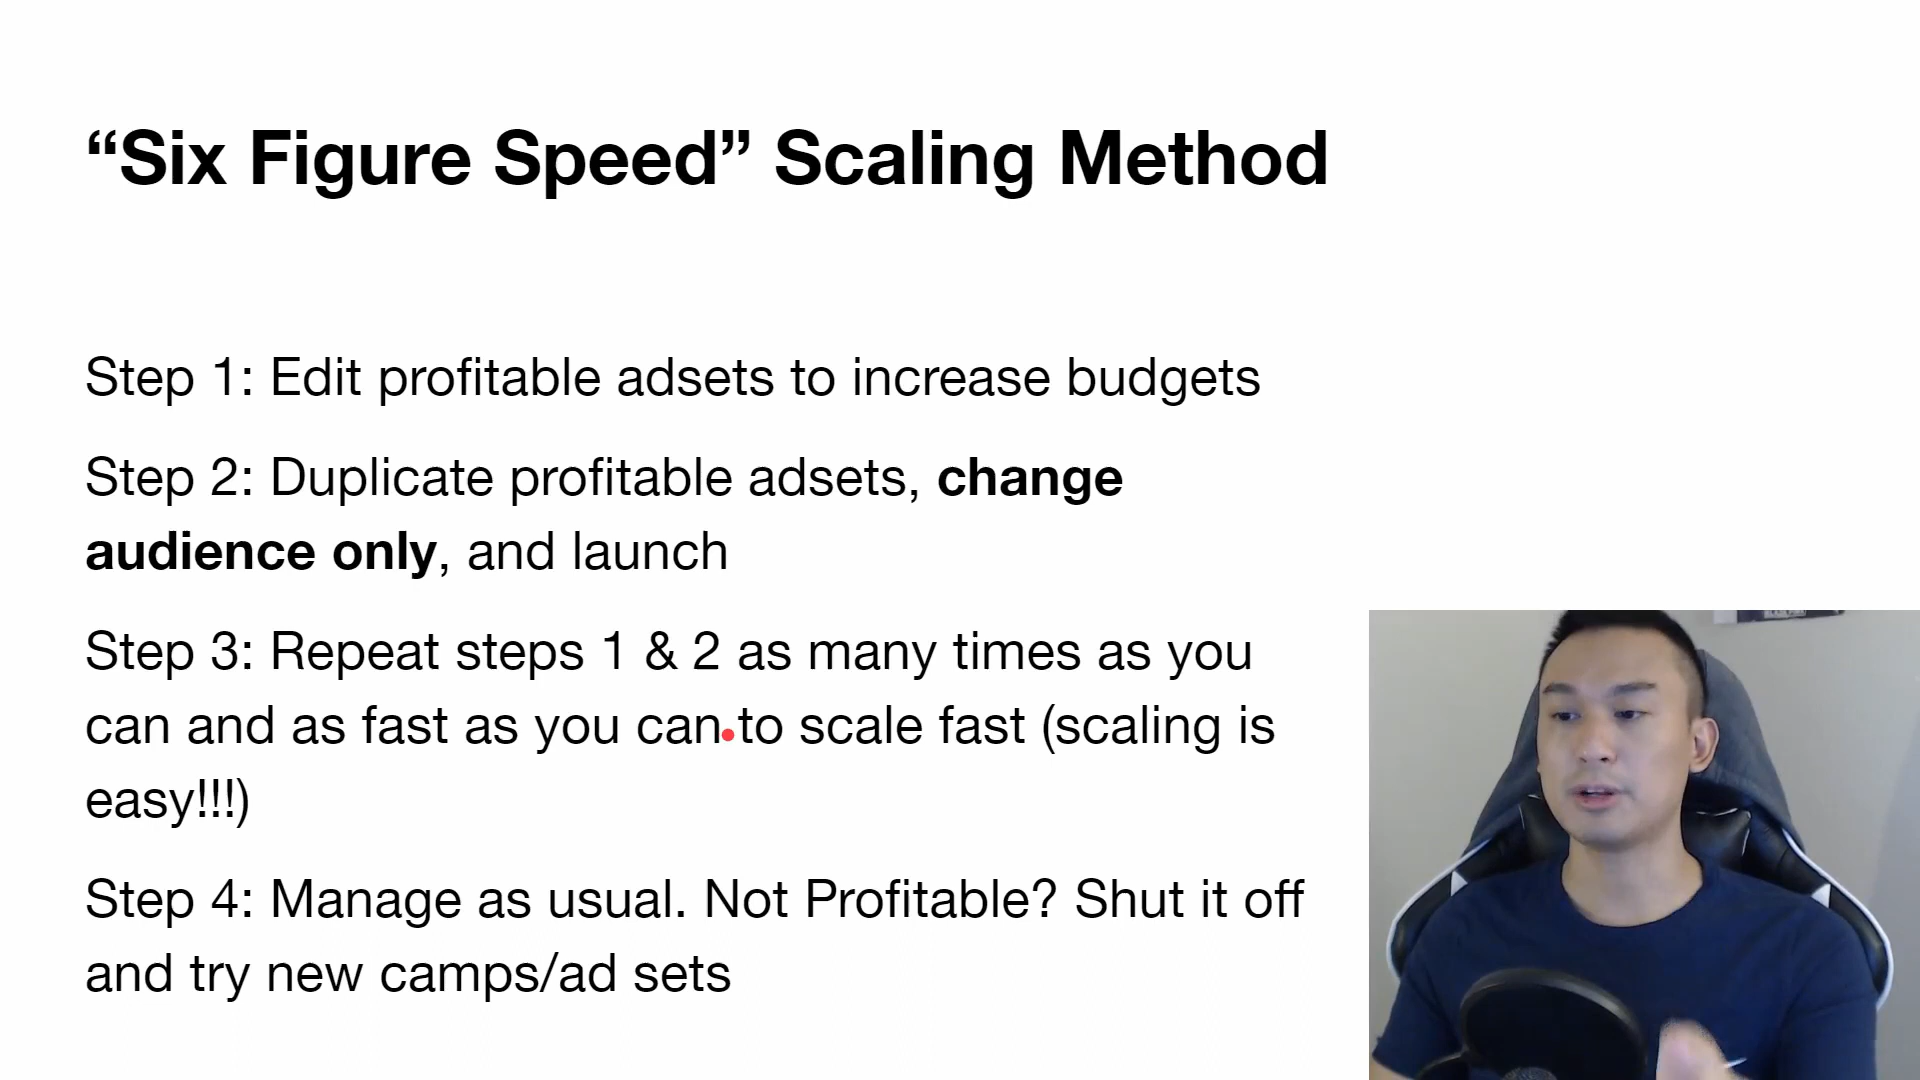 “Six Figure Speed” Scaling Method
Step 1: Edit profitable adsets to increase budgets
Step 2: Duplicate profitable adsets, change
audience only, and launch
Step 3: Repeat steps 1 & 2 as many times as you
can and as fast as you can to scale fast (scaling is
easy!!!)
Step 4: Manage as usual. Not Profitable? Shut it off
and try new camps/ad sets